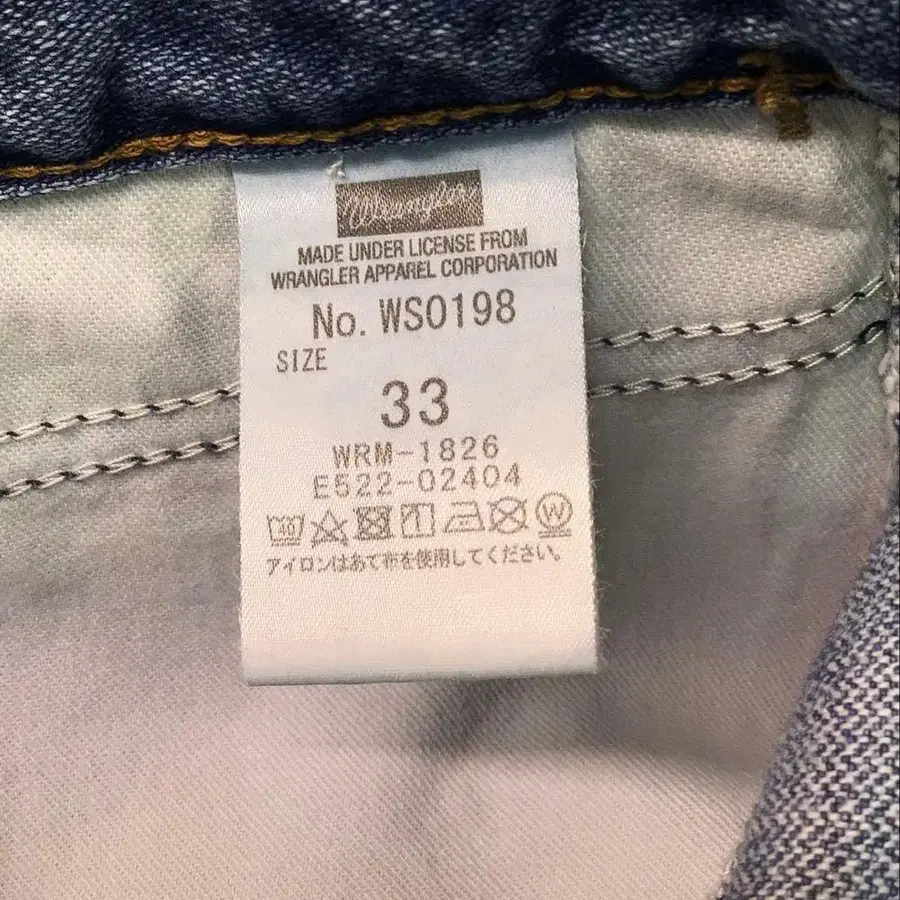 Wrangler
MADE UNDER LICENSE FROM
WRANGLER APPAREL CORPORATION
No. WS0198
SIZE
33
WRM-1826
E522-02404
40 W
アイロンはあて布を使用してください。